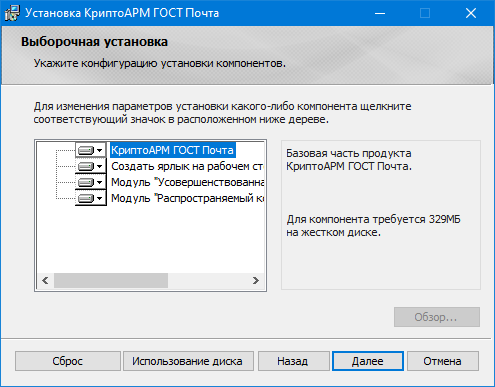 Установка КриптоАРМ ГОСТ Почта
Выборочная установка
Укажите конфигурацию установки компонентов.
Для изменения параметров установки какого-либо компонента щелкните
соответствующий значок в расположенном ниже дереве.
КриптоАРМ ГОСТ Почта
Создать ярлык на рабочем ст
Модуль "Усовершенствованна
Модуль "Распространяемый ко
Базовая часть продукта
КриптоАРМ ГОСТ Почта.
Для компонента требуется 329МБ
на жестком диске.
Обзор...
Сброс
Использование диска
Назад
Далее
Отмена